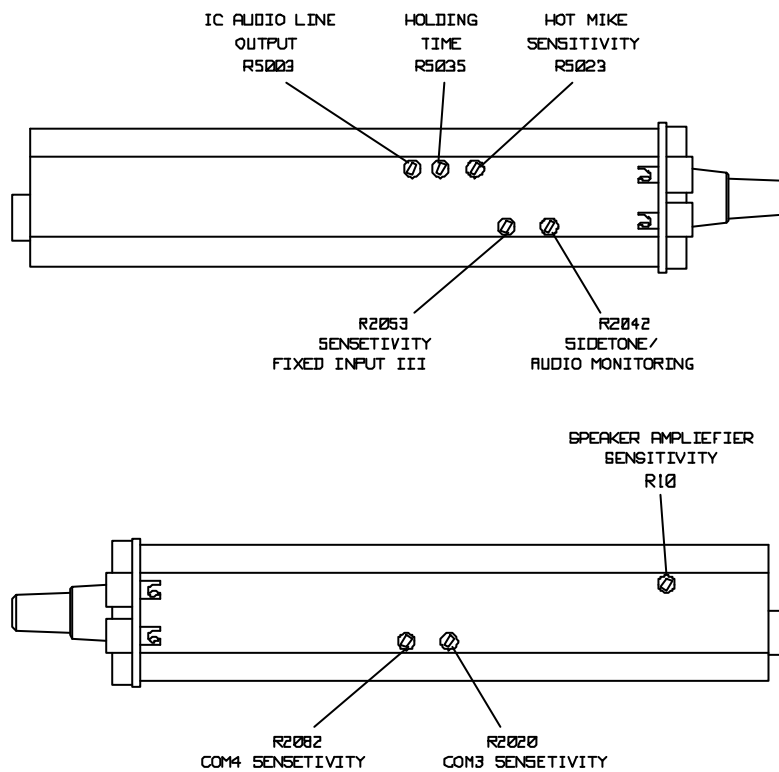 IC AUDIO LINE
OUTPUT
R5003
HOLDING
TIME
R5035
HOT MIKE
SENSITIVITY
R5023
R2053
SENSETIVITY
FIXED INPUT III
R2042
SIDETONE/
AUDIO MONITORING
SPEAKER AMPLIEFIER
SENSITIVITY
R10
R2082
COM4 SENSETIVITY
R2020
COM3 SENSETIVITY